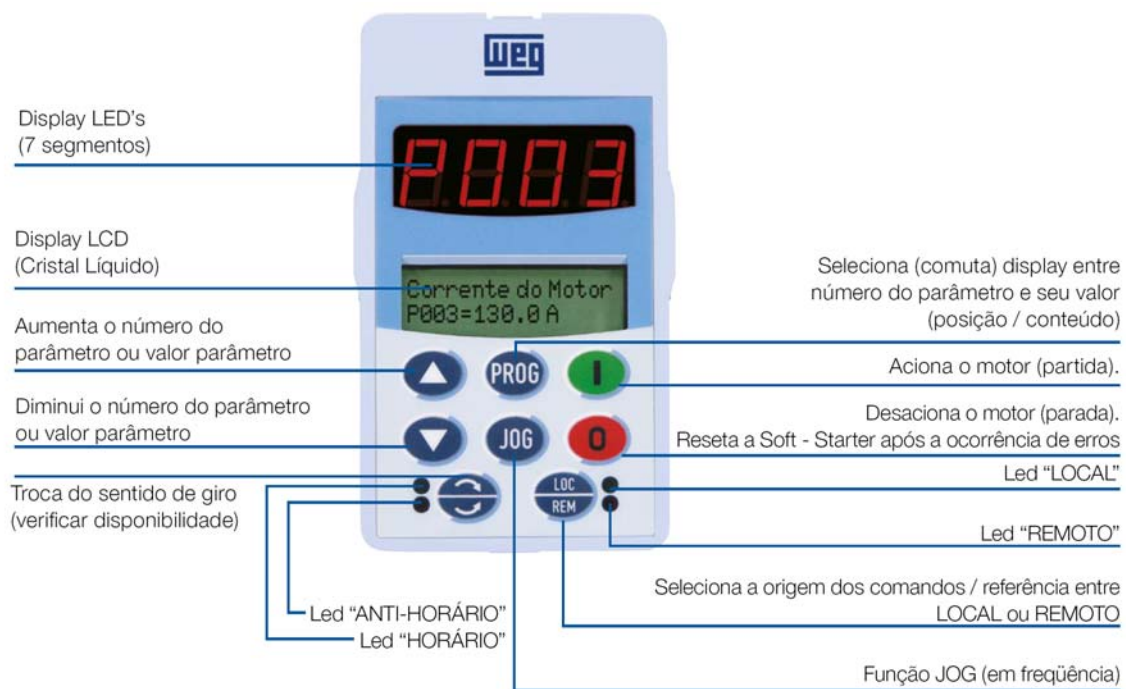 weg
Display LED's
(7 segmentos)
P003
Display LCD
(Cristal Líquido)
Corrente do Motor
P003=130.0 A
Aumenta o número do
parâmetro ou valor parâmetro
Diminui o número do parâmetro
ou valor parâmetro
Troca do sentido de giro
(verificar disponibilidade)
PROG
I
JOG
0
LOC
REM
Seleciona (comuta) display entre
número do parâmetro e seu valor
(posição / conteúdo)
Aciona o motor (partida).
Desaciona o motor (parada).
Reseta a Soft - Starter após a ocorrência de erros
Led "LOCAL"
Led "REMOTO"
Seleciona a origem dos comandos / referência entre
LOCAL ou REMOTO
Led "ANTI-HORÁRIO"
Led "HORÁRIO"
Função JOG (em freqüência)